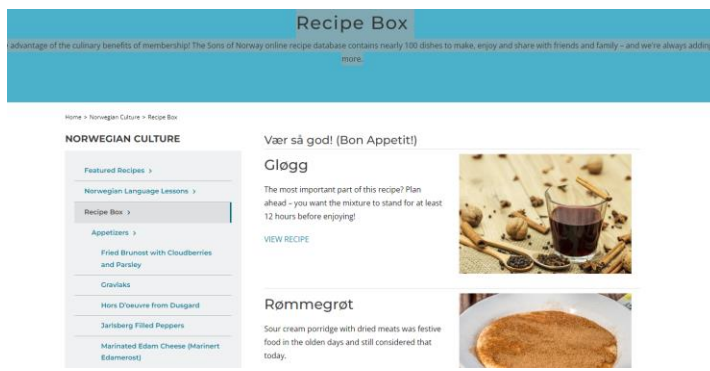 Recipe Box
advantage of the culinary benefits of membership! The Sons of Norway online recipe database contains nearly 100 dishes to make, enjoy and share with friends and family – and we're always adding
more.
Home > Norwegian Culture > Recipe Box
NORWEGIAN CULTURE
Featured Recipes >
Norwegian Language Lessons >
Recipe Box >
Appetizers >
Fried Brunost with Cloudberries
and Parsley
Gravlaks
Hors D'oeuvre from Dusgard
Jarlsberg Filled Peppers
Marinated Edam Cheese (Marinert
Edamerost)
Vær så god! (Bon Appetit!)
Gløgg
The most important part of this recipe? Plan
ahead – you want the mixture to stand for at least
12 hours before enjoying!
VIEW RECIPE
Rømmegrøt
Sour cream porridge with dried meats was festive
food in the olden days and still considered that
today.